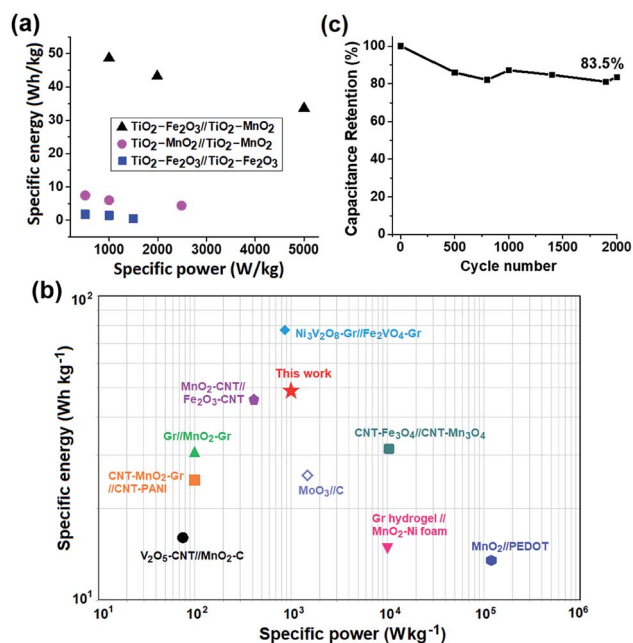 (a)
Specific energy (Wh/kg)
50
40
30
20
10
0
TiO₂−Fe₂O₃//TiO₂−MnO₂
TiO₂−MnO₂//TiO₂−MnO₂
TiO₂−Fe₂O₃//TiO₂−Fe₂O₃
1000 2000 3000 4000 5000
Specific power (W/kg)
(c)
Capacitance Retention (%)
100
80
60
40
20
0
83.5%
0 500 1000 1500 2000
Cycle number
(b)
Specific energy (Wh kg⁻¹)
10²
10¹
Ni₃V₂O₈-Gr//Fe₂VO₄-Gr
This work
MnO₂-CNT//
Fe₂O₃-CNT
Gr//MnO₂-Gr
CNT-Fe₃O₄//CNT-Mn₃O₄
CNT-MnO₂-Gr
//CNT-PANI
MoO₃//C
Gr hydrogel //
MnO₂-Ni foam
V₂O₅-CNT//MnO₂-C
MnO₂//PEDOT
10¹ 10² 10³ 10⁴ 10⁵ 10⁶
Specific power (W kg⁻¹)